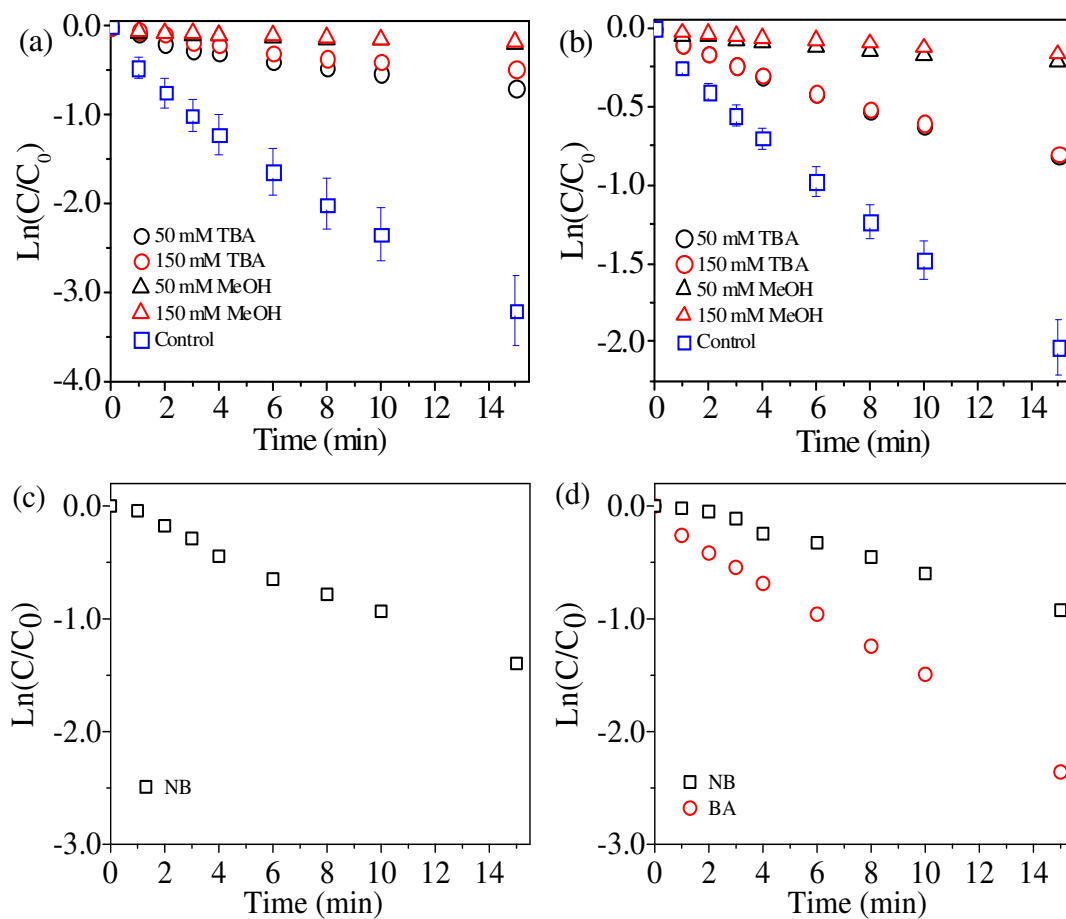 (a)
Ln(C/C0)
0.0
-1.0
-2.0
-3.0
-4.0
50 mM TBA
150 mM TBA
50 mM MeOH
150 mM MeOH
Control
0 2 4 6 8 10 12 14
Time (min)
(b)
Ln(C/C0)
0.0
-0.5
-1.0
-1.5
-2.0
50 mM TBA
150 mM TBA
50 mM MeOH
150 mM MeOH
Control
0 2 4 6 8 10 12 14
Time (min)
(c)
Ln(C/C0)
0.0
-1.0
-2.0
-3.0
NB
0 2 4 6 8 10 12 14
Time (min)
(d)
Ln(C/C0)
0.0
-1.0
-2.0
-3.0
NB
BA
0 2 4 6 8 10 12 14
Time (min)